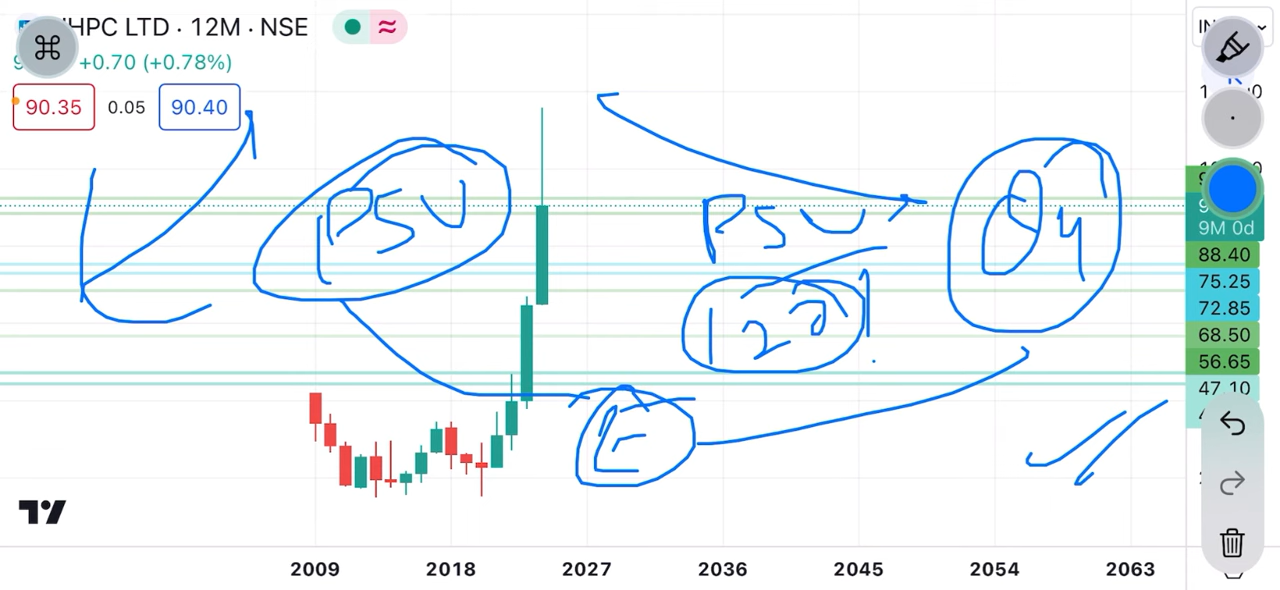 HPC LTD · 12M · NSE
+0.70 (+0.78%)
90.35 0.05 90.40
PSU
PSU
9M 0d
88.40
75.25
72.85
68.50
56.65
47.10
2009 2018 2027 2036 2045 2054 2063